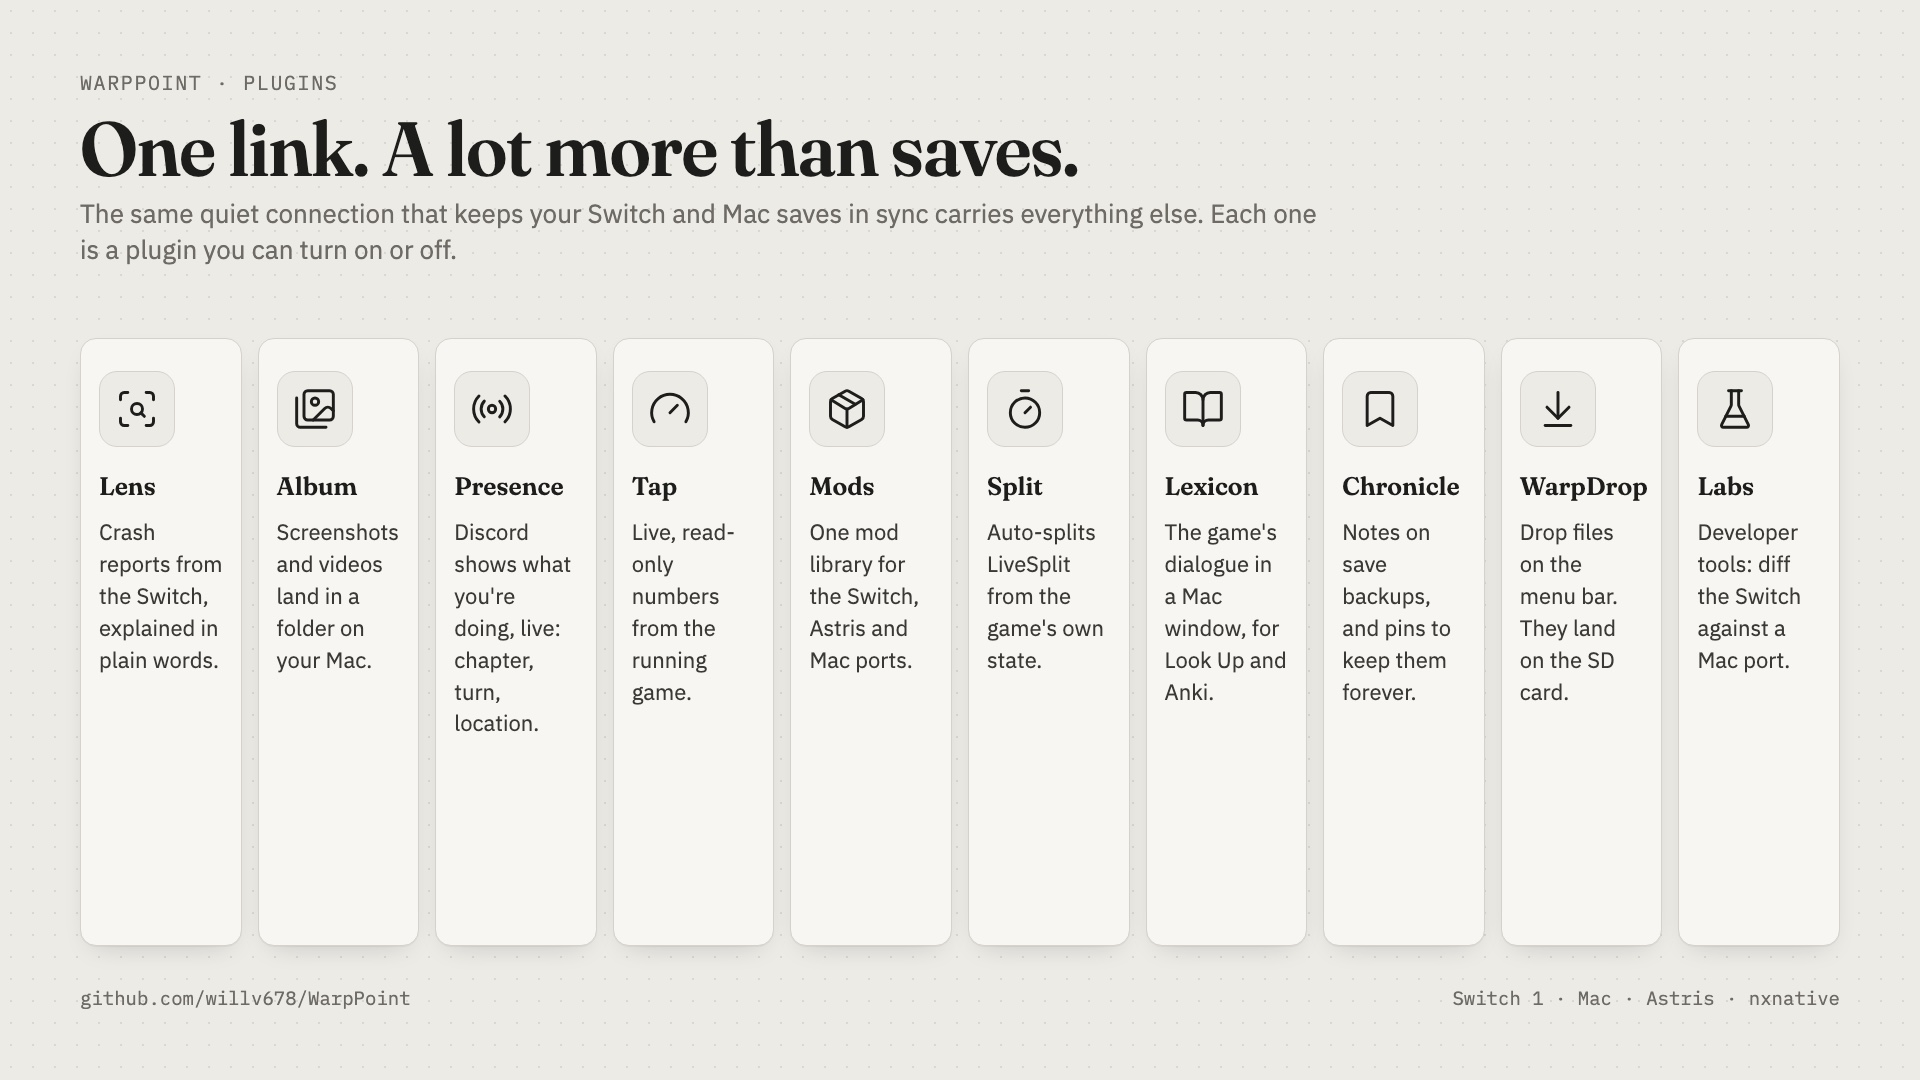 WARPPOINT · PLUGINS
One link. A lot more than saves.
The same quiet connection that keeps your Switch and Mac saves in sync carries everything else. Each one
is a plugin you can turn on or off.
Lens
Crash
reports from
the Switch,
explained in
plain words.
Album
Screenshots
and videos
land in a
folder on
your Mac.
Presence
Discord
shows what
you're
doing, live:
chapter,
turn,
location.
Tap
Live, read-
only
numbers
from the
running
game.
Mods
One mod
library for
the Switch,
Astris and
Mac ports.
Split
Auto-splits
LiveSplit
from the
game's own
state.
Lexicon
The game's
dialogue in
a Mac
window, for
Look Up and
Anki.
Chronicle
Notes on
save
backups,
and pins to
keep them
forever.
WarpDrop
Drop files
on the
menu bar.
They land
on the SD
card.
Labs
Developer
tools: diff
the Switch
against a
Mac port.
github.com/willv678/WarpPoint
Switch 1 · Mac · Astris · nxnative